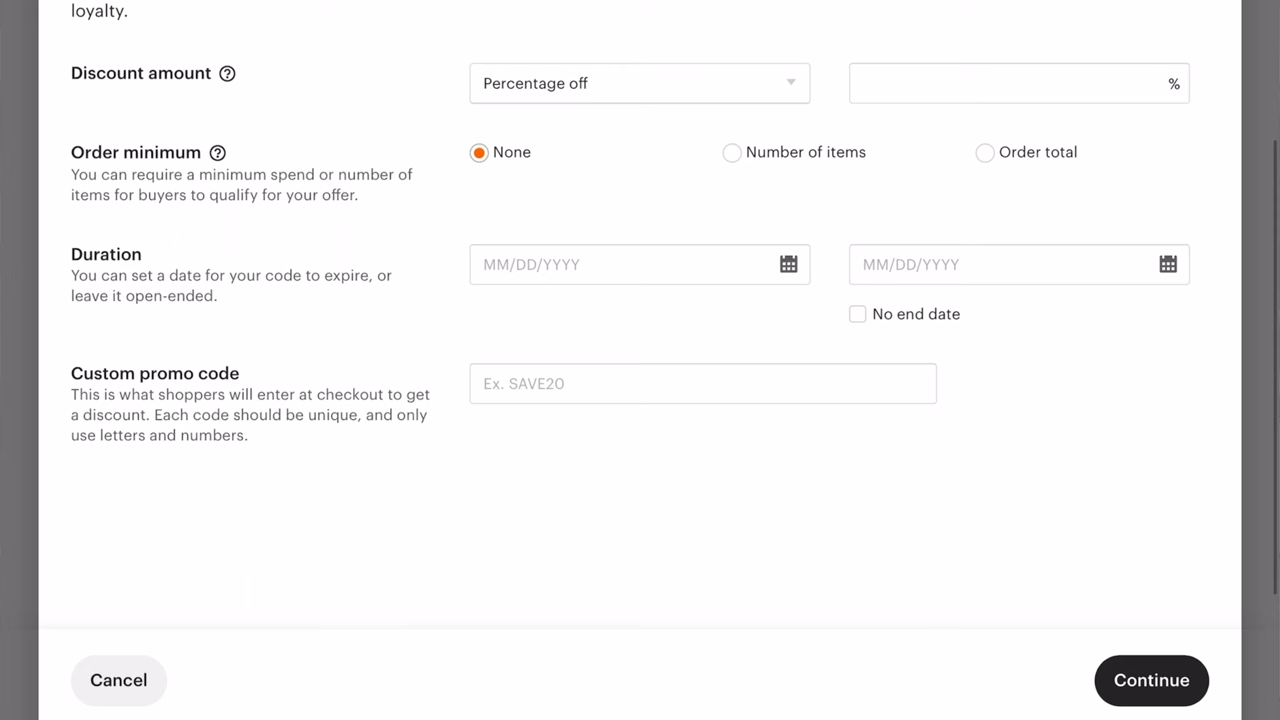 loyalty.
Discount amount ?
Percentage off
%
Order minimum ?
You can require a minimum spend or number of
items for buyers to qualify for your offer.
None
Number of items
Order total
Duration
You can set a date for your code to expire, or
leave it open-ended.
MM/DD/YYYY
MM/DD/YYYY
No end date
Custom promo code
This is what shoppers will enter at checkout to get
a discount. Each code should be unique, and only
use letters and numbers.
Ex. SAVE20
Cancel
Continue